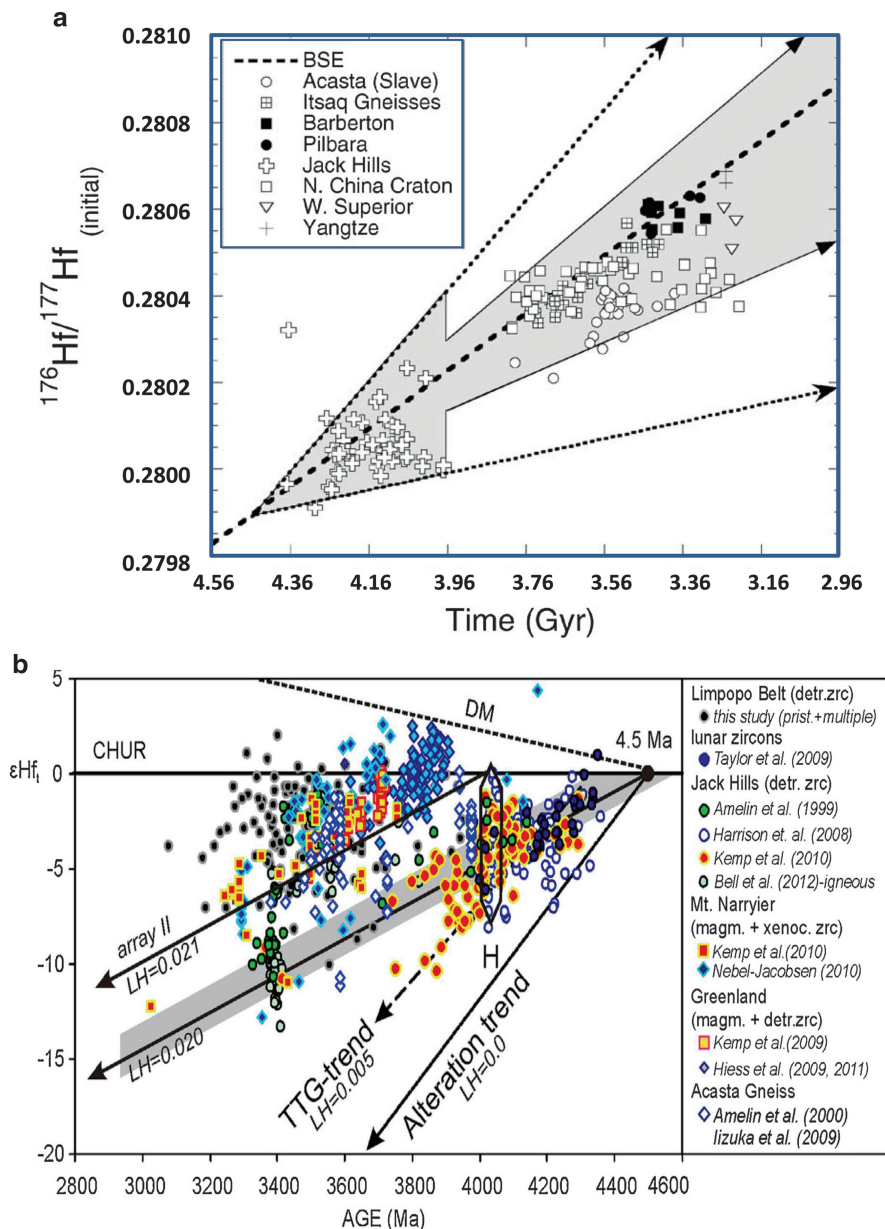 a
0.2810
0.2808
0.2806
0.2804
0.2802
0.2800
0.2798
176Hf/177Hf (initial)
BSE
Acasta (Slave)
Itsaq Gneisses
Barberton
Pilbara
Jack Hills
N. China Craton
W. Superior
Yangtze
4.56 4.36 4.16 3.96 3.76 3.56 3.36 3.16 2.96
Time (Gyr)
b
5
0
-5
-10
-15
-20
εHft
CHUR
DM
4.5 Ma
array II
LH=0.021
LH=0.020
TTG-trend
LH=0.005
H
Alteration trend
LH=0.0
2800 3000 3200 3400 3600 3800 4000 4200 4400 4600
AGE (Ma)
Limpopo Belt (detr.zrc)
this study (prist.+multiple)
lunar zircons
Taylor et al. (2009)
Jack Hills (detr. zrc)
Amelin et al. (1999)
Harrison et al. (2008)
Kemp et al. (2010)
Bell et al. (2012)-igneous
Mt. Narryier
(magm. + xenoc. zrc)
Kemp et al.(2010)
Nebel-Jacobsen (2010)
Greenland
(magm. + detr.zrc)
Kemp et al.(2009)
Hiess et al. (2009, 2011)
Acasta Gneiss
Amelin et al. (2000)
Iizuka et al. (2009)